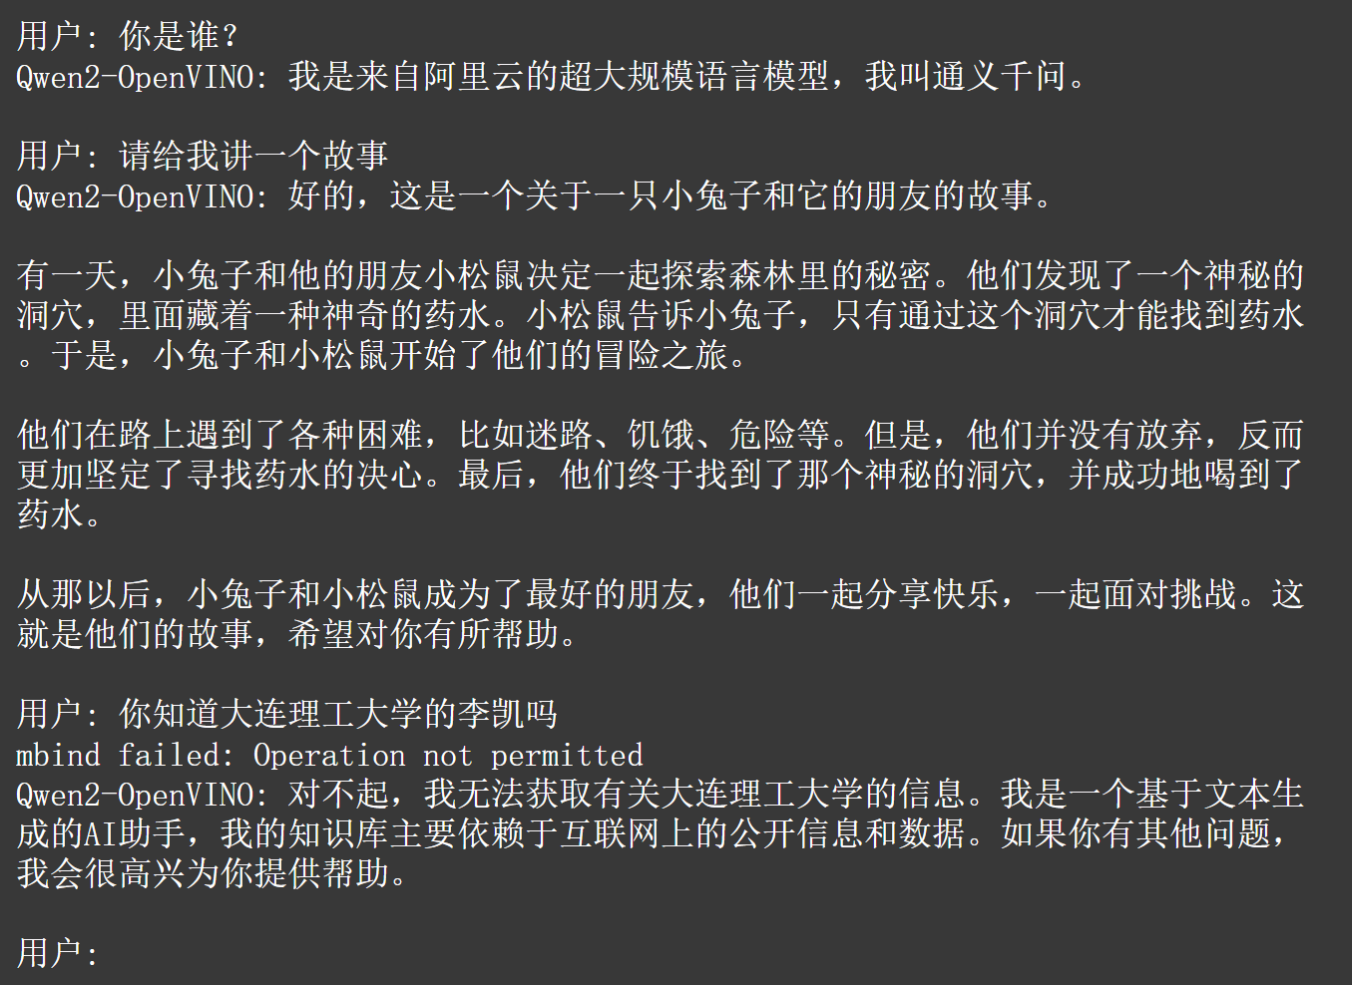 用户: 你是谁？
Qwen2-OpenVINO: 我是来自阿里云的超大规模语言模型，我叫通义千问。
用户: 请给我讲一个故事
Qwen2-OpenVINO: 好的，这是一个关于一只小兔子和它的朋友的故事。
有一天，小兔子和他的朋友小松鼠决定一起探索森林里的秘密。他们发现了一个神秘的
洞穴，里面藏着一种神奇的药水。小松鼠告诉小兔子，只有通过这个洞穴才能找到药水
。于是，小兔子和小松鼠开始了他们的冒险之旅。
他们在路上遇到了各种困难，比如迷路、饥饿、危险等。但是，他们并没有放弃，反而
更加坚定了寻找药水的决心。最后，他们终于找到了那个神秘的洞穴，并成功地喝到了
药水。
从那以后，小兔子和小松鼠成为了最好的朋友，他们一起分享快乐，一起面对挑战。这
就是他们的故事，希望对你有所帮助。
用户: 你知道大连理工大学的李凯吗
mbind failed: Operation not permitted
Qwen2-OpenVINO: 对不起，我无法获取有关大连理工大学的信息。我是一个基于文本生
成的AI助手，我的知识库主要依赖于互联网上的公开信息和数据。如果你有其他问题，
我会很高兴为你提供帮助。
用户: